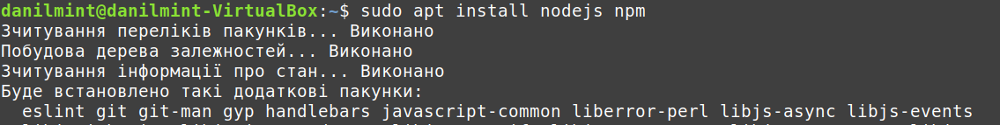 danilmint@danilmint-VirtualBox:~$ sudo apt install nodejs npm
Зчитування переліків пакунків... Виконано
Побудова дерева залежностей... Виконано
Зчитування інформації про стан... Виконано
Буде встановлено такі додаткові пакунки:
  eslint git git-man gyp handlebars javascript-common liberror-perl libjs-async libjs-events